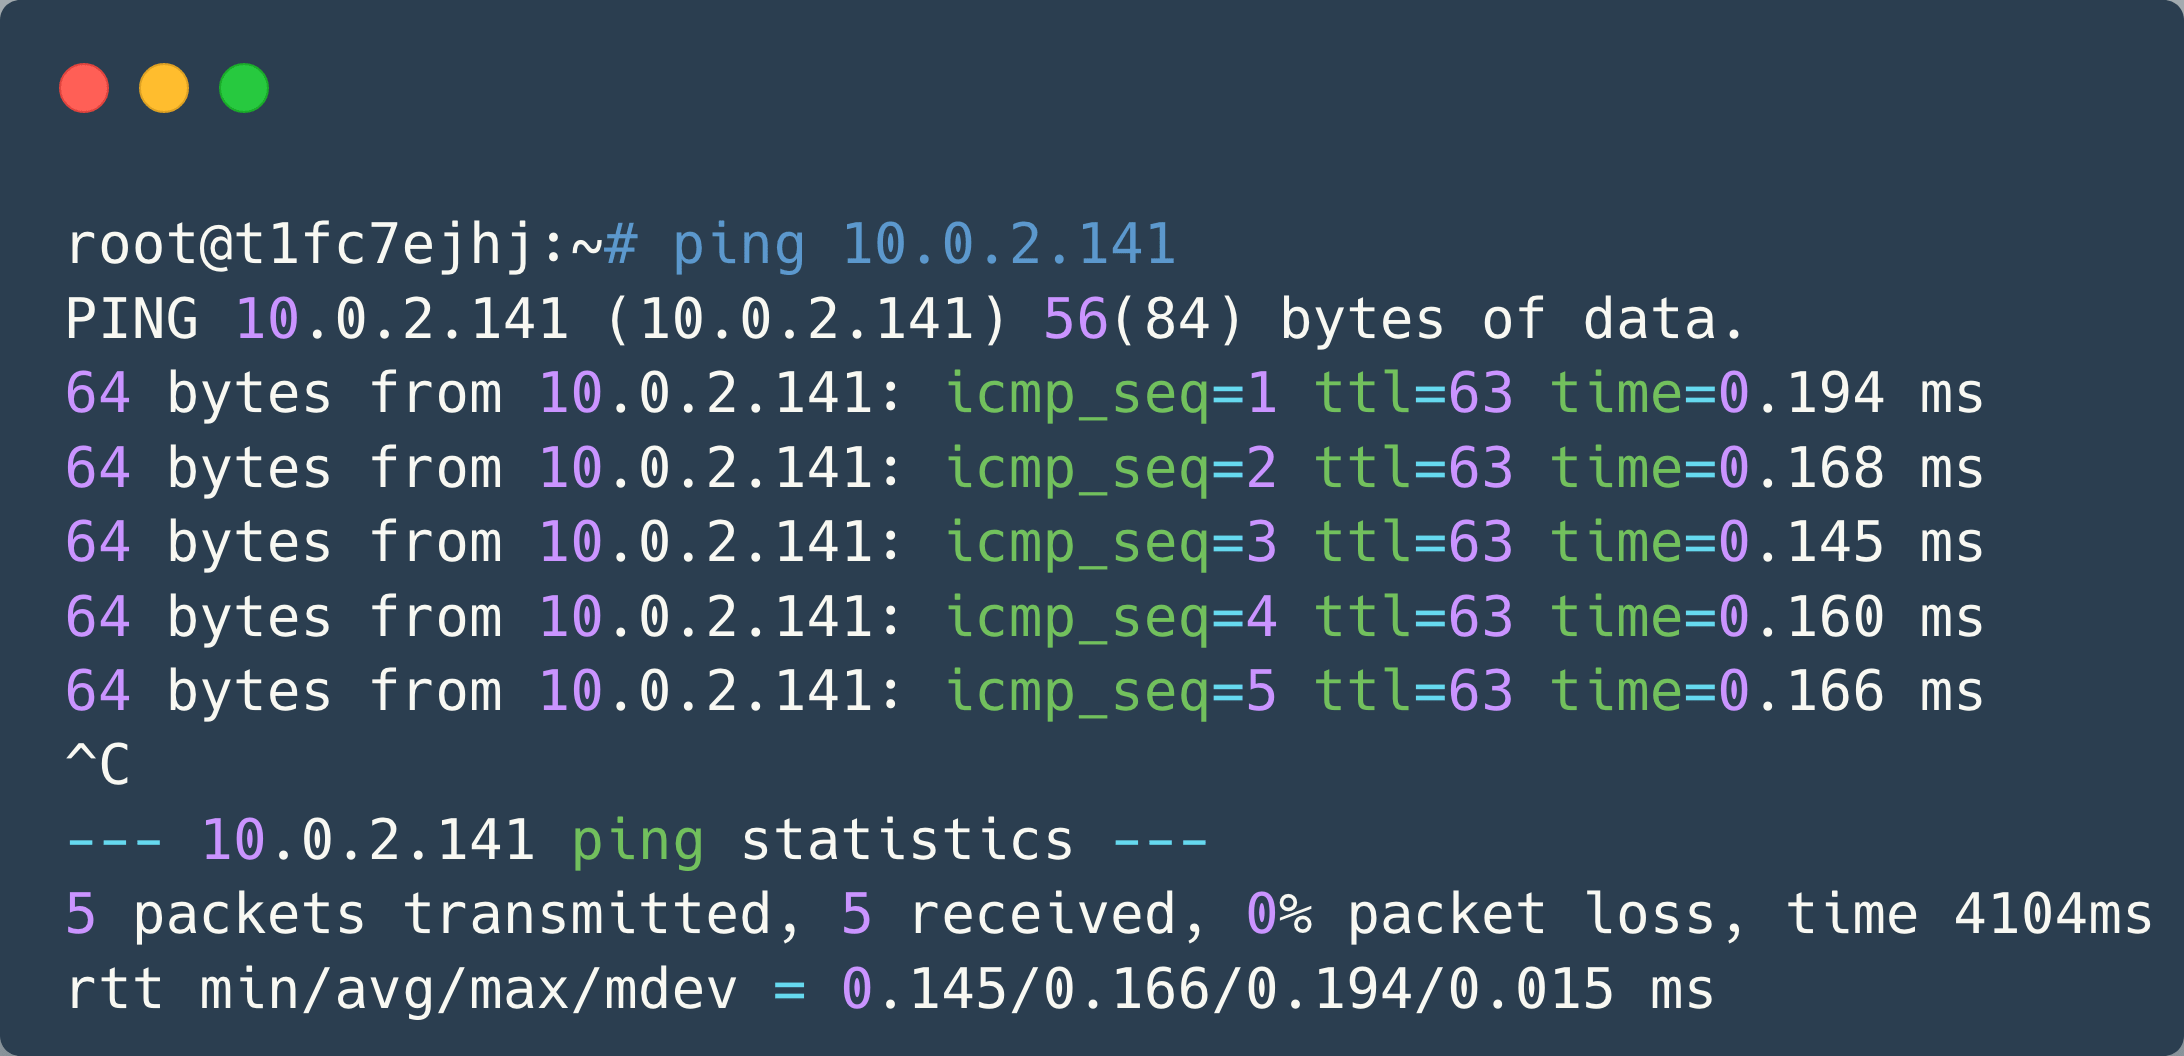 root@t1fc7ejhj:~# ping 10.0.2.141
PING 10.0.2.141 (10.0.2.141) 56(84) bytes of data.
64 bytes from 10.0.2.141: icmp_seq=1 ttl=63 time=0.194 ms
64 bytes from 10.0.2.141: icmp_seq=2 ttl=63 time=0.168 ms
64 bytes from 10.0.2.141: icmp_seq=3 ttl=63 time=0.145 ms
64 bytes from 10.0.2.141: icmp_seq=4 ttl=63 time=0.160 ms
64 bytes from 10.0.2.141: icmp_seq=5 ttl=63 time=0.166 ms
^C
--- 10.0.2.141 ping statistics ---
5 packets transmitted, 5 received, 0% packet loss, time 4104ms
rtt min/avg/max/mdev = 0.145/0.166/0.194/0.015 ms